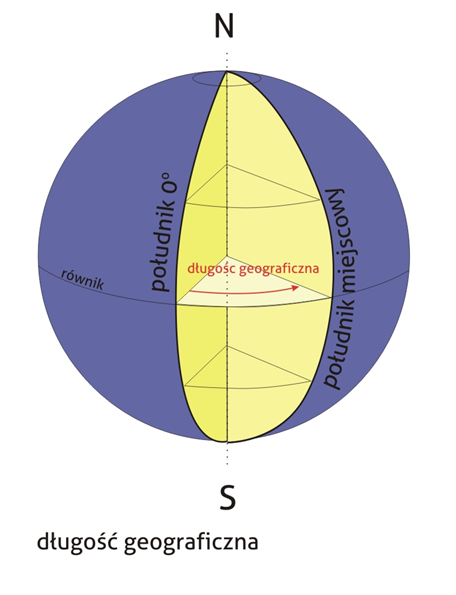 N
południk 0°
południk miejscowy
długość geograficzna
równik
S
długość geograficzna